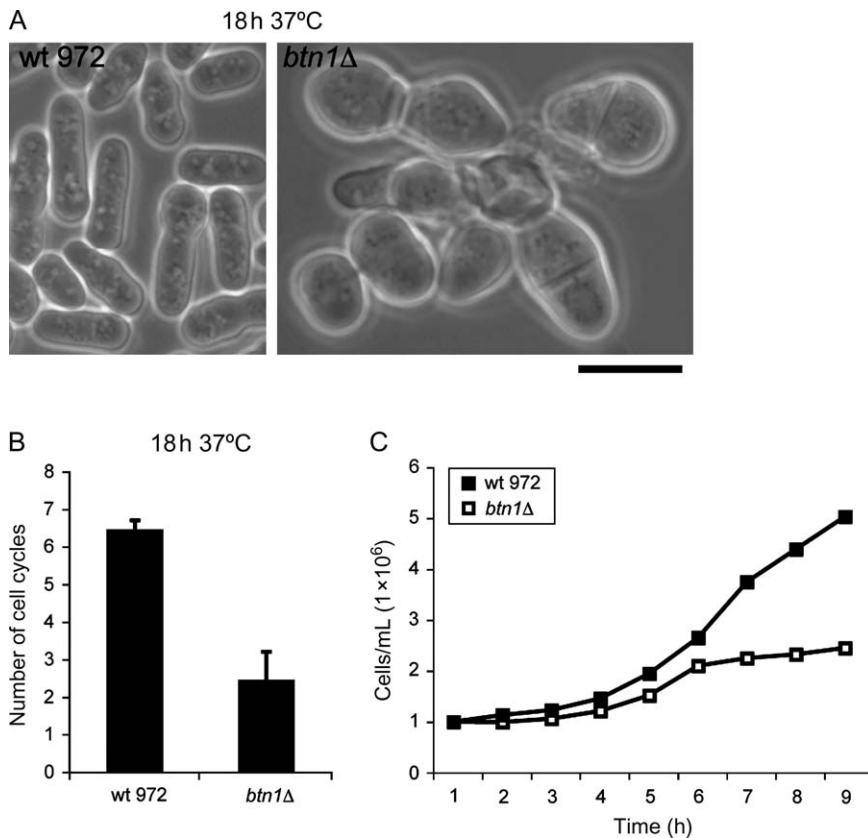 A
18h 37ºC
wt 972
btn1Δ
B
18h 37ºC
Number of cell cycles
8
7
6
5
4
3
2
1
0
wt 972
btn1Δ
C
wt 972
btn1Δ
Cells/mL (1 ×10⁶)
6
5
4
3
2
1
0
1 2 3 4 5 6 7 8 9
Time (h)